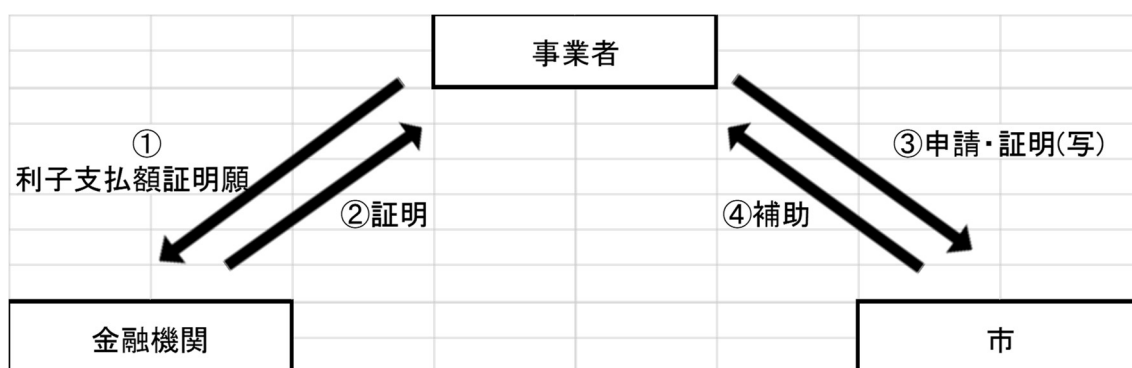 事業者
①
利子支払額証明願
②証明
③申請・証明(写)
④補助
金融機関
市